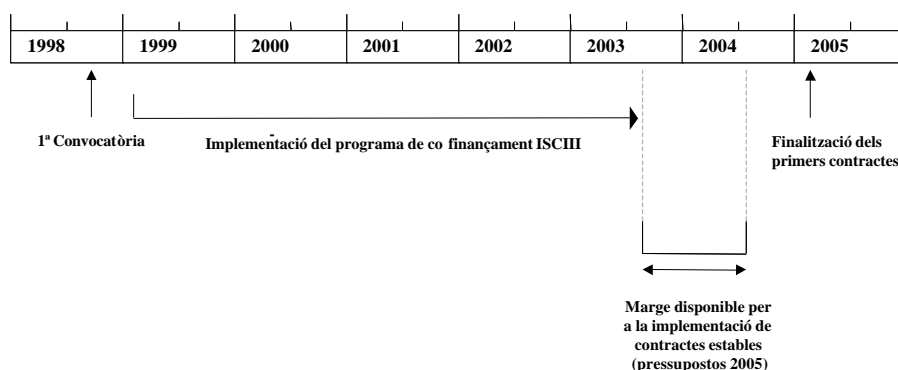 1998 1999 2000 2001 2002 2003 2004 2005
1ª Convocatòria
Implementació del programa de co finançament ISCIII
Finalització dels
primers contractes
Marge disponible per
a la implementació de
contractes estables
(pressupostos 2005)